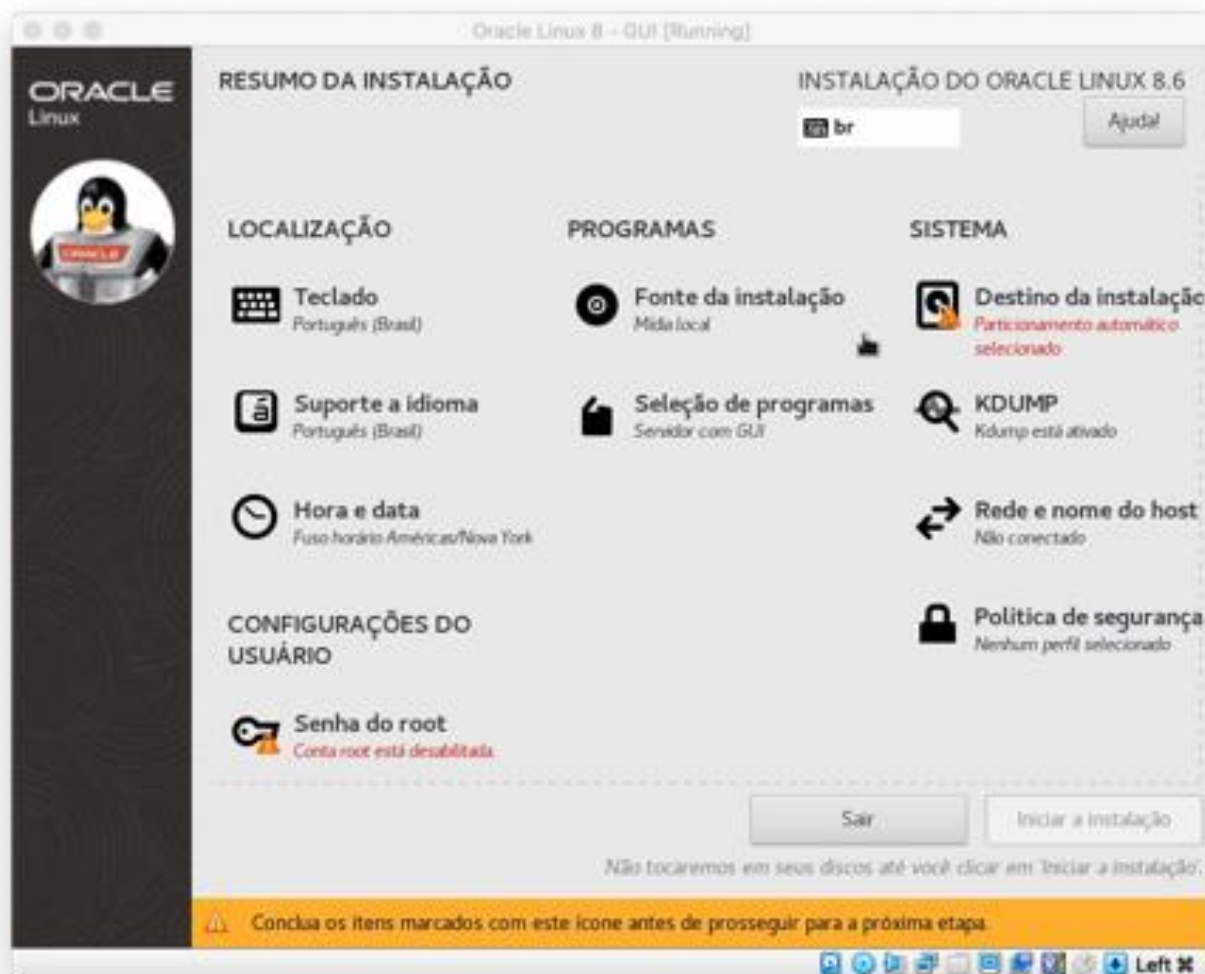 Oracle Linux 8 - GUI [Running]
ORACLE
Linux
RESUMO DA INSTALAÇÃO
INSTALAÇÃO DO ORACLE LINUX 8.6
br
Ajuda!
LOCALIZAÇÃO
Teclado
Português (Brasil)
Suporte a idioma
Português (Brasil)
Hora e data
Fuso horário Américas/Nova York
PROGRAMAS
Fonte da instalação
Mídia local
Seleção de programas
Servidor com GUI
SISTEMA
Destino da instalaçãc
Particionamento automático
selecionado
KDUMP
Kdump está ativado
Rede e nome do host
Não conectado
Política de segurança
Nenhum perfil selecionado
CONFIGURAÇÕES DO
USUÁRIO
Senha do root
Conta root está desabilitada.
Sair
Iniciar a instalação
Não tocaremos em seus discos até você clicar em 'Iniciar a instalação'.
Conclua os itens marcados com este ícone antes de prosseguir para a próxima etapa.
Left ⌘
ORACLE